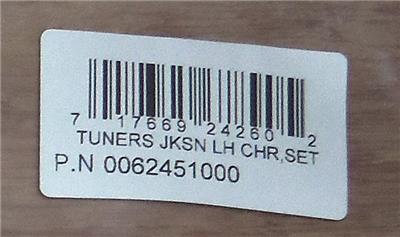 7 17669 24260 2
TUNERS JKSN LH CHR,SET
P.N 0062451000